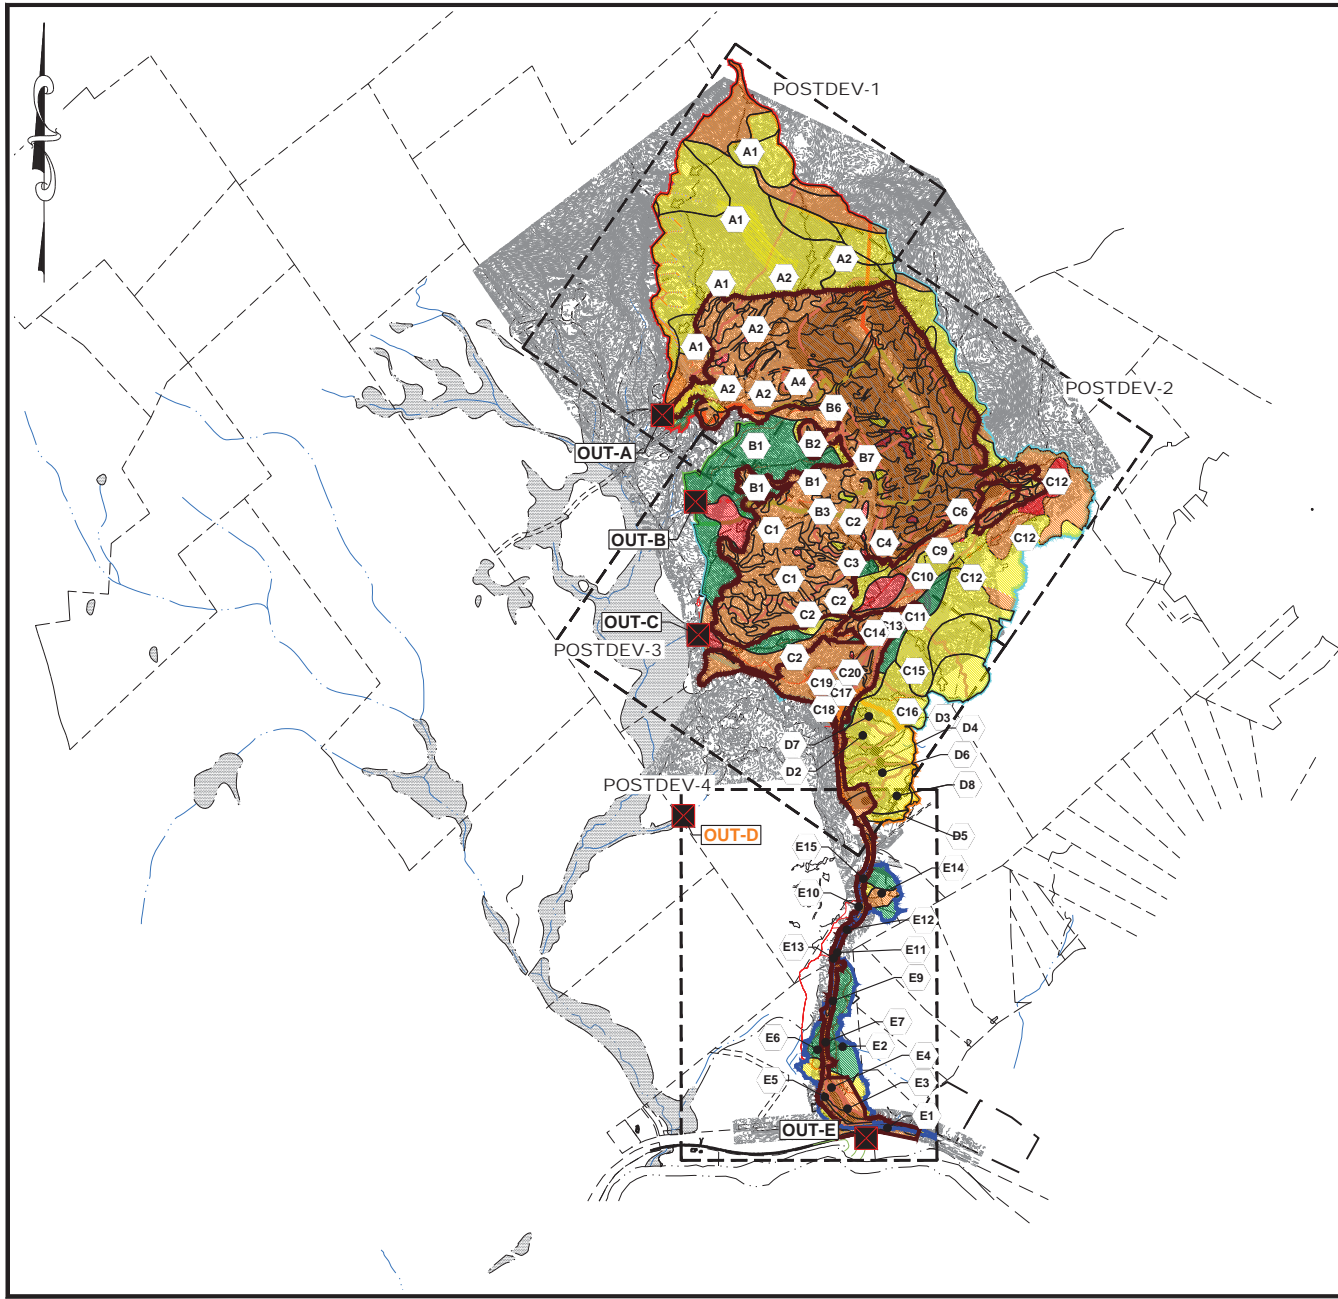 POSTDEV-1
A1
A1
A2
A1
A2
A2
A1
POSTDEV-2
A2
A2
A4
B6
OUT-A
B1
B2
B7
B1
B1
C12
B3
C6
C1
C2
OUT-B
C4
C9
C12
C3
C1
C10
C12
C2
C2
C11
OUT-C
C14
C13
POSTDEV-3
C2
C20
C15
C19
C17
C18
C16
D3
D4
D7
D6
D2
D8
POSTDEV-4
OUT-D
D5
E15
E14
E10
E12
E13
E11
E9
E7
E6
E2
E4
E5
E3
E1
OUT-E